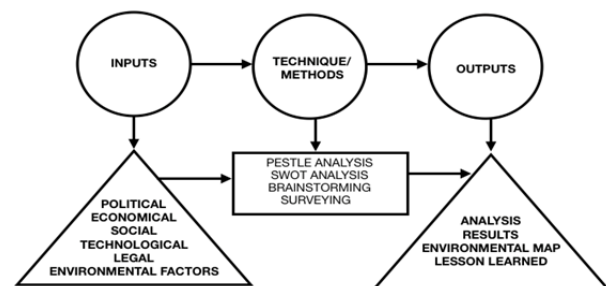 INPUTS
TECHNIQUE/
METHODS
OUTPUTS
POLITICAL
ECONOMICAL
SOCIAL
TECHNOLOGICAL
LEGAL
ENVIRONMENTAL FACTORS
PESTLE ANALYSIS
SWOT ANALYSIS
BRAINSTORMING
SURVEYING
ANALYSIS
RESULTS
ENVIRONMENTAL MAP
LESSON LEARNED